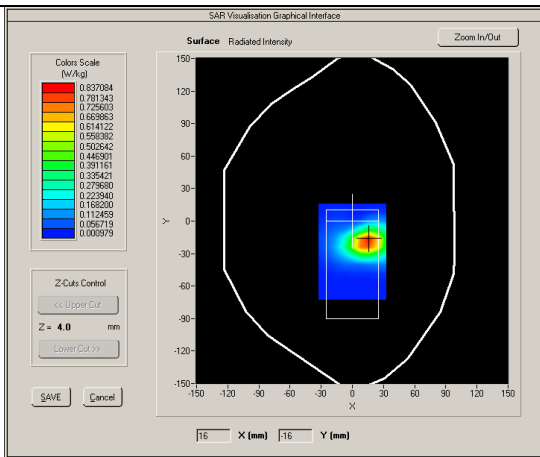 SAR Visualisation Graphical Interface
Surface Radiated Intensity
Zoom In/Out
Colors Scale
(W/kg)
0.837084
0.781343
0.725603
0.669863
0.614122
0.558382
0.502642
0.446901
0.391161
0.335421
0.279680
0.223940
0.168200
0.112459
0.056719
0.000979
Z-Cuts Control
<< Upper Cut
Z = 4.0 mm
Lower Cut >>
SAVE Cancel
150-
120-
90-
60-
30-
0-
-30-
-60-
-90-
-120-
-150-
Y
-150 -120 -90 -60 -30 0 30 60 90 120 150
X
16 X (mm) -16 Y (mm)